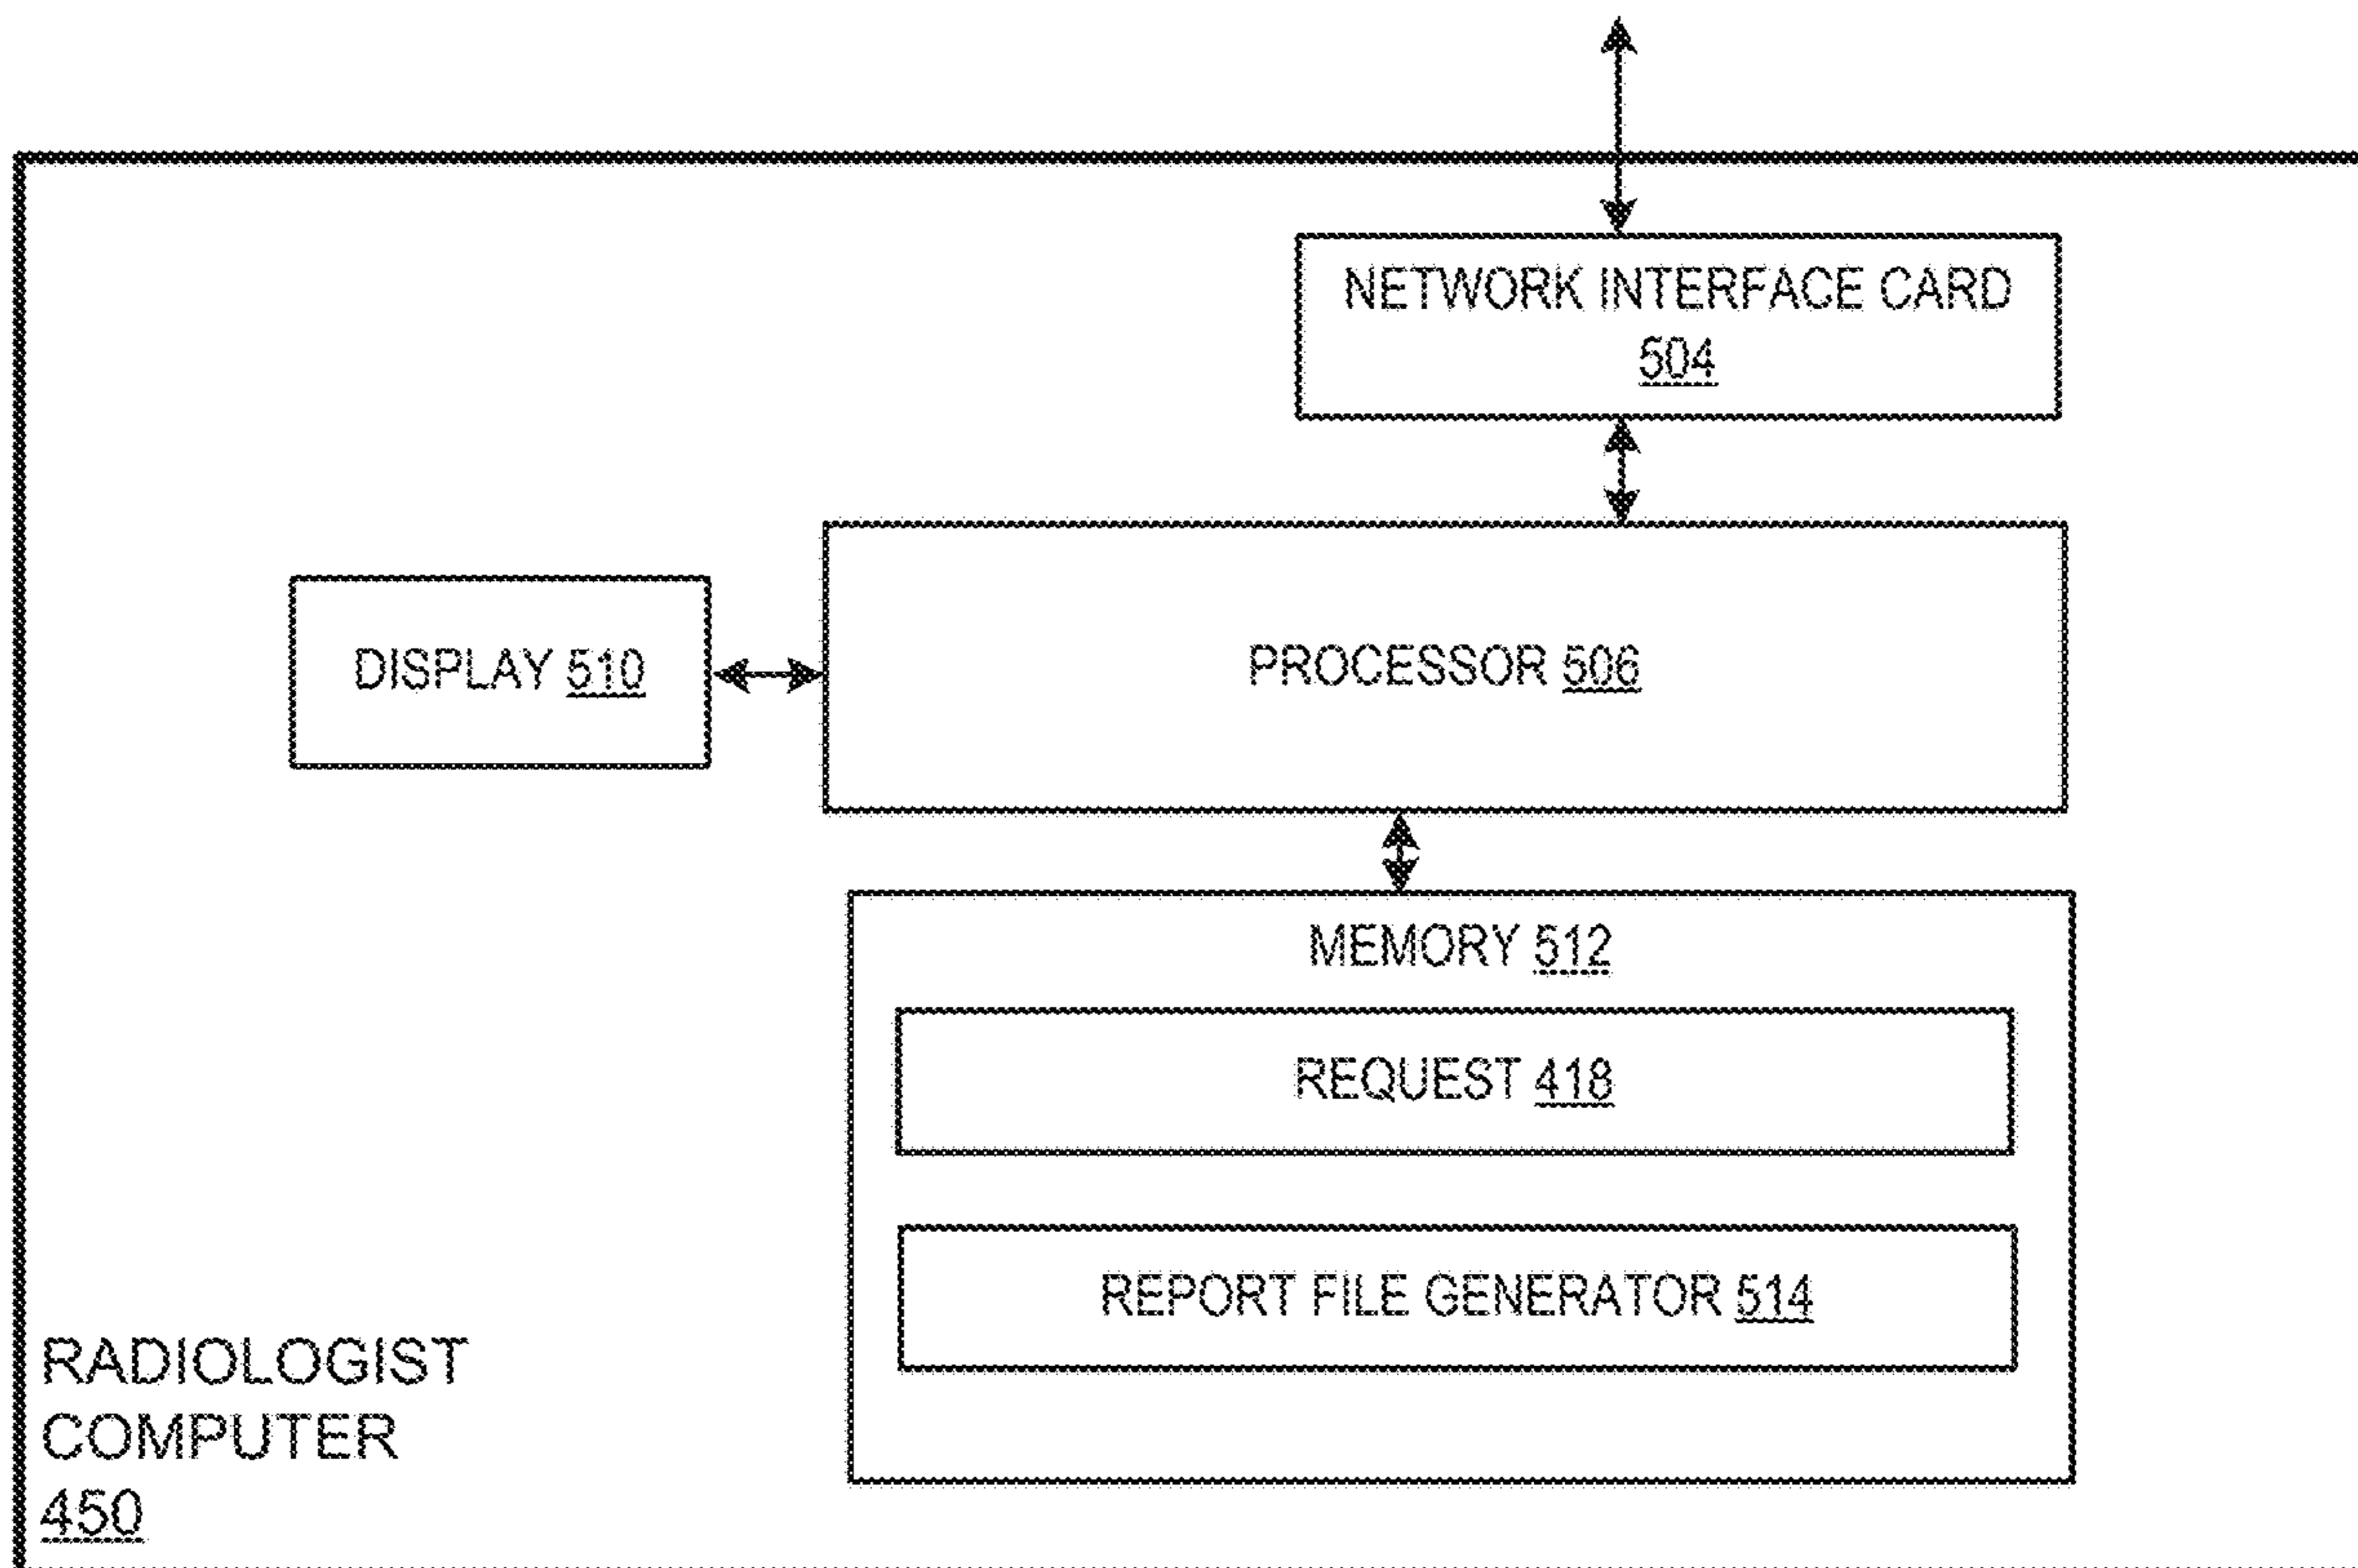 NETWORK INTERFACE CARD
504
DISPLAY 510
PROCESSOR 506
MEMORY 512
REQUEST 418
REPORT FILE GENERATOR 514
RADIOLOGIST
COMPUTER
450